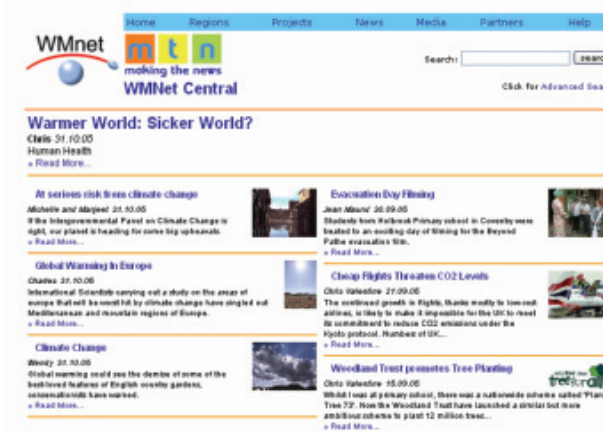 Home Regions Projects News Media Partners Help
WMnet
mtn
making the news
WMNet Central
Search:
searc
Click for Advanced Sea
Warmer World: Sicker World?
Chris 31.10.05
Human Health
» Read More...
At serious risk from climate change
Michelle and Manjeet 31.10.05
If the Intergovernmental Panel on Climate Change is
right, our planet is heading for some big upheavals.
» Read More...
Global Warming In Europe
Charles 31.10.05
International Scientists carrying out a study on the areas of
europe that will be worst hit by climate change have singled out
Mediterranean and mountain regions of Europe.
» Read More...
Climate Change
Wendy 31.10.05
Global warming could see the demise of some of the
best loved features of English country gardens,
conservationists have warned.
» Read More...
Evacuation Day Filming
Jean Maund 30.09.05
Students from Holbrook Primary school in Coventry were
treated to an exciting day of filming for the Beyond
Pathe evacuation film.
» Read More...
Cheap Flights Threaten CO2 Levels
Chris Valentine 21.09.05
The continued growth in flights, thanks mostly to low-cost
airlines, is likely to make it impossible for the UK to meet
its commitment to reduce CO2 emissions under the
Kyoto protocol. Numbers of UK...
» Read More...
Woodland Trust promotes Tree Planting
Chris Valentine 15.09.05
Whilst I was at primary school, there was a nationwide scheme called 'Plan
Tree 73'. Now the Woodland Trust have launched a similar but more
ambitious scheme to plant 12 million trees...
» Read More...